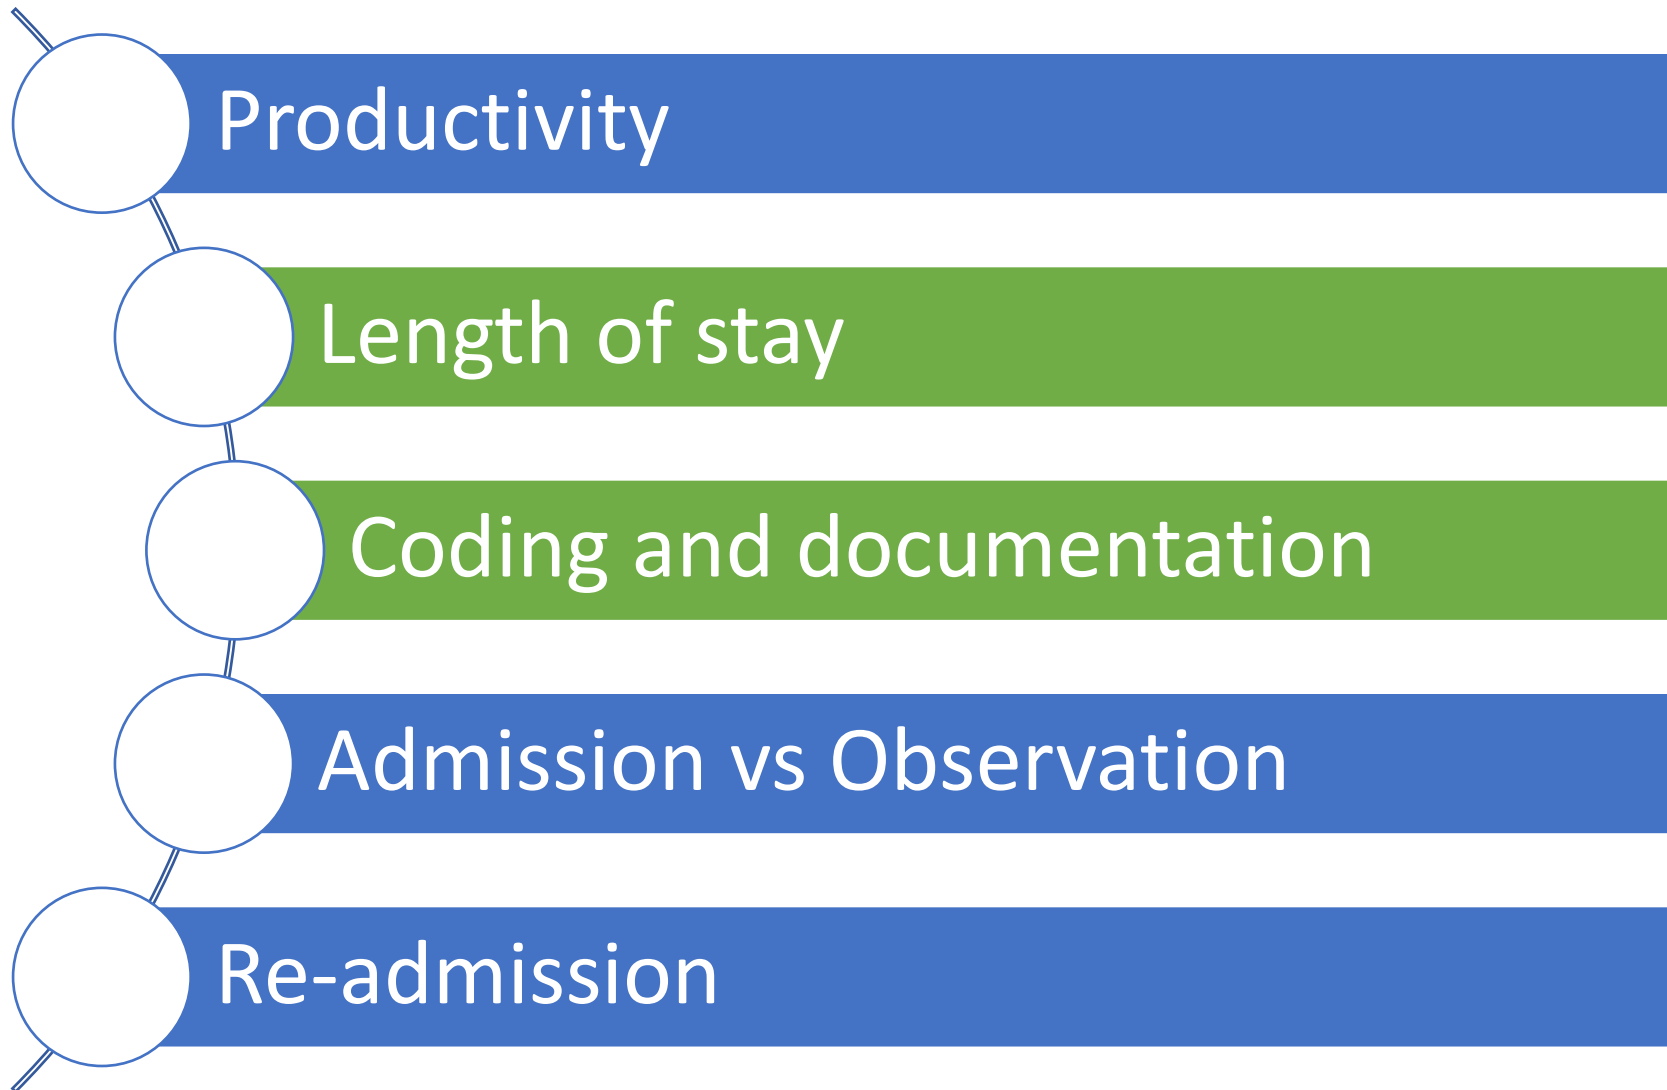 Productivity
Length of stay
Coding and documentation
Admission vs Observation
Re-admission